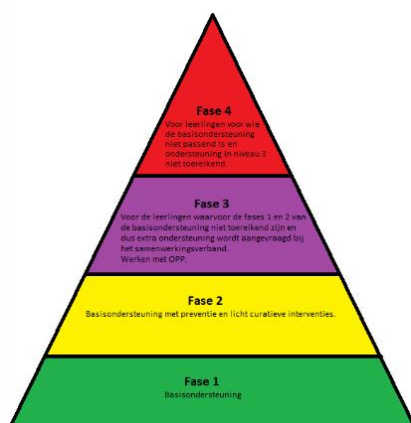 Fase 4
Voor leerlingen voor wie
de basisondersteuning
niet passend is en
ondersteuning in niveau 3
niet toereikend.
Fase 3
Voor de leerlingen waarvoor de fases 1 en 2 van
de basisondersteuning niet toereikend zijn en
dus extra ondersteuning wordt aangevraagd bij
het samenwerkingsverband.
Werken met OPP.
Fase 2
Basisondersteuning met preventie en licht curatieve interventies.
Fase 1
Basisondersteuning